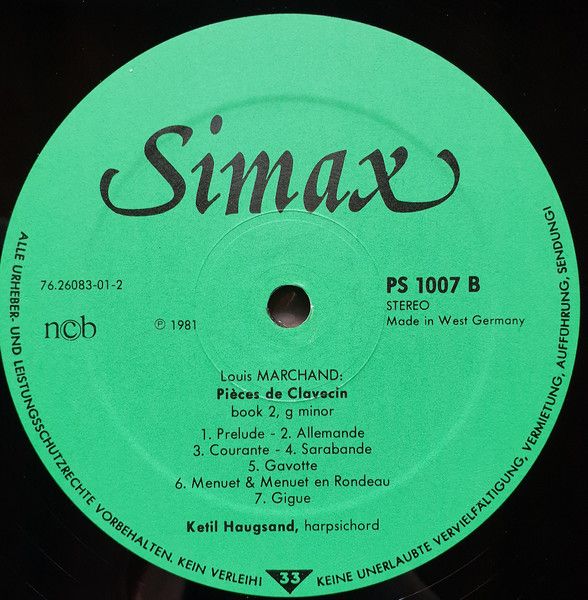 Simax
76.26083-01-2
ncb
℗ 1981
PS 1007 B
STEREO
Made in West Germany
Louis MARCHAND:
Pièces de Clavecin
book 2, g minor
1. Prelude - 2. Allemande
3. Courante - 4. Sarabande
5. Gavotte
6. Menuet & Menuet en Rondeau
7. Gigue
Ketil Haugsand, harpsichord
ALLE URHEBER- UND LEISTUNGSSCHUTZRECHTE VORBEHALTEN. KEIN VERLEIH!
33
KEINE UNERLAUBTE VERVIELFÄLTIGUNG, VERMIETUNG, AUFFÜHRUNG, SENDUNG!